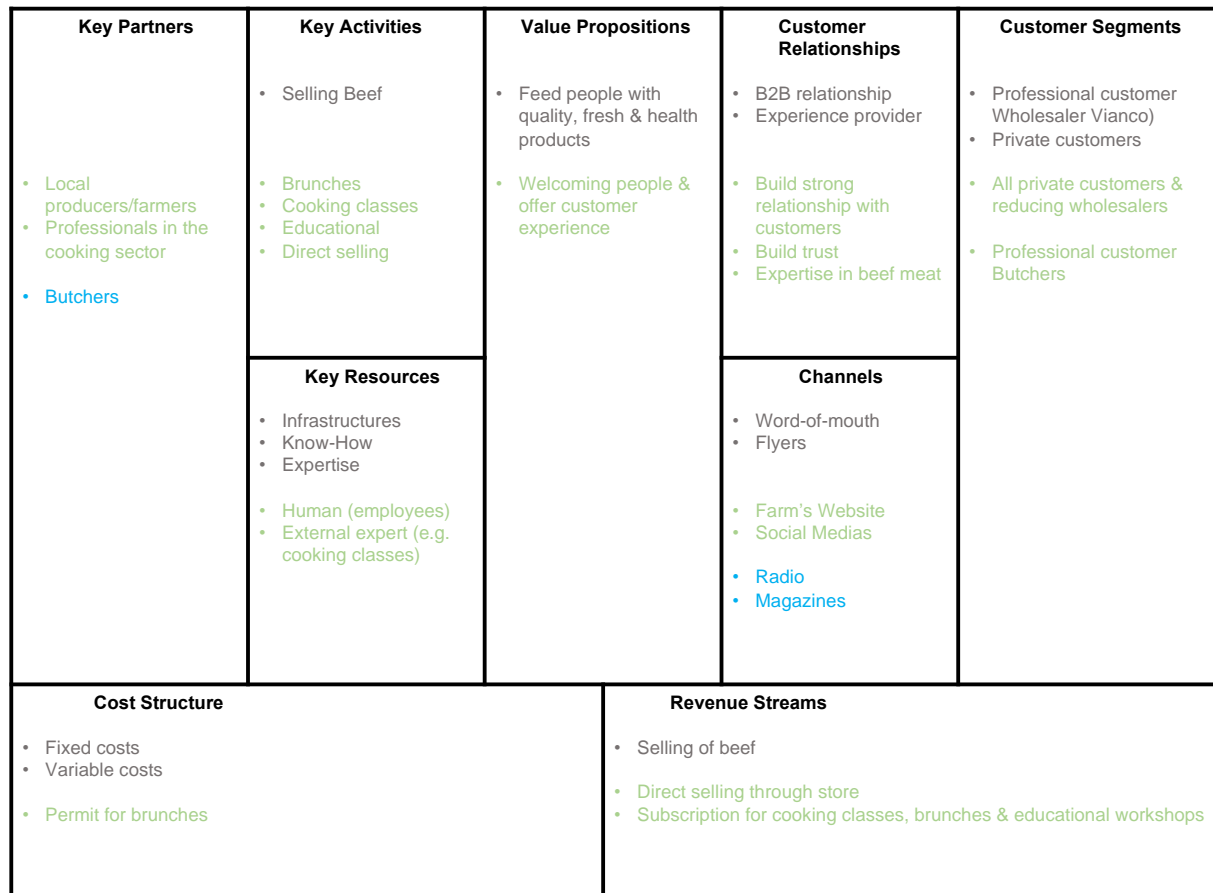 Key Partners
• Local
producers/farmers
• Professionals in the
cooking sector
• Butchers
Key Activities
• Selling Beef
• Brunches
• Cooking classes
• Educational
• Direct selling
Key Resources
• Infrastructures
• Know-How
• Expertise
• Human (employees)
• External expert (e.g.
cooking classes)
Value Propositions
• Feed people with
quality, fresh & health
products
• Welcoming people &
offer customer
experience
Customer
Relationships
• B2B relationship
• Experience provider
• Build strong
relationship with
customers
• Build trust
• Expertise in beef meat
Channels
• Word-of-mouth
• Flyers
• Farm's Website
• Social Medias
• Radio
• Magazines
Customer Segments
• Professional customer
Wholesaler Vianco)
• Private customers
• All private customers &
reducing wholesalers
• Professional customer
Butchers
Cost Structure
• Fixed costs
• Variable costs
• Permit for brunches
Revenue Streams
• Selling of beef
• Direct selling through store
• Subscription for cooking classes, brunches & educational workshops